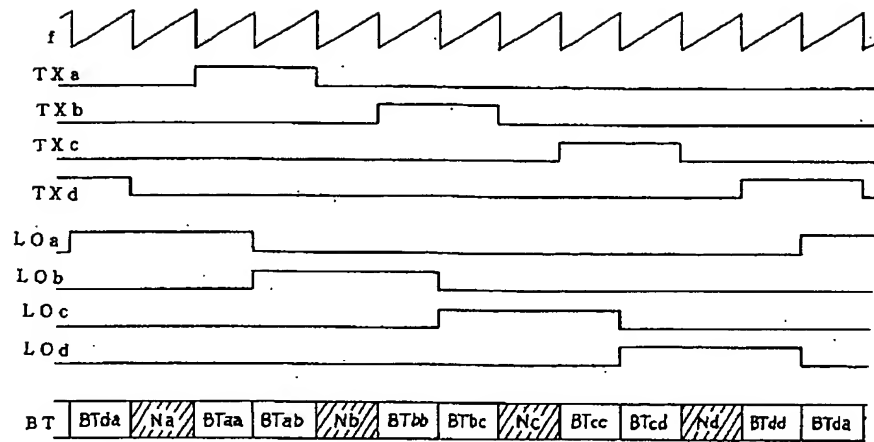 f
TXa
TXb
TXc
TXd
LOa
LOb
LOc
LOd
BT BTda Na BTaa BTab Nb BTbb BTbc Nc BTcc BTcd Nd BTdd BTda